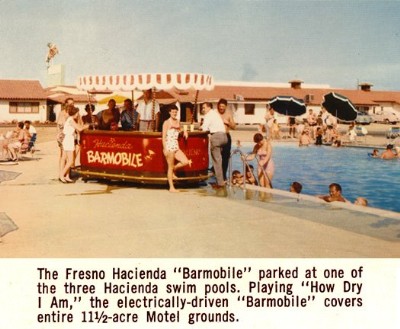 Hacienda
BARMOBILE
The Fresno Hacienda "Barmobile" parked at one of
the three Hacienda swim pools. Playing "How Dry
I Am," the electrically-driven "Barmobile" covers
entire 11½-acre Motel grounds.